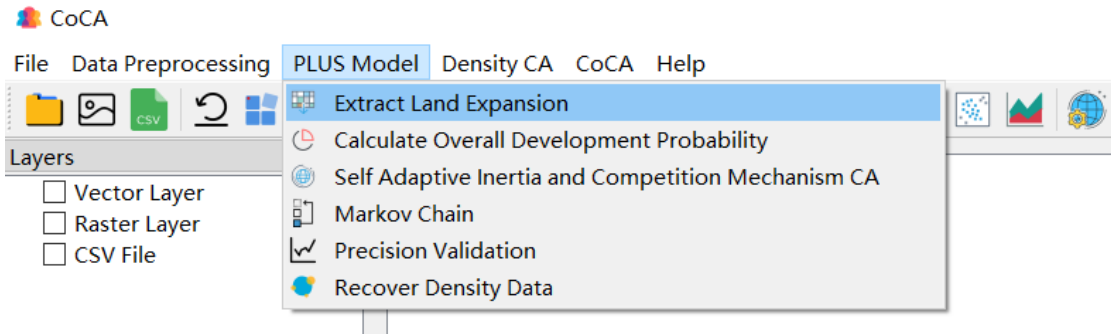 CoCA
File Data Preprocessing PLUS Model Density CA CoCA Help
CSV
Extract Land Expansion
Calculate Overall Development Probability
Layers
Self Adaptive Inertia and Competition Mechanism CA
Vector Layer
Markov Chain
Raster Layer
Precision Validation
CSV File
Recover Density Data